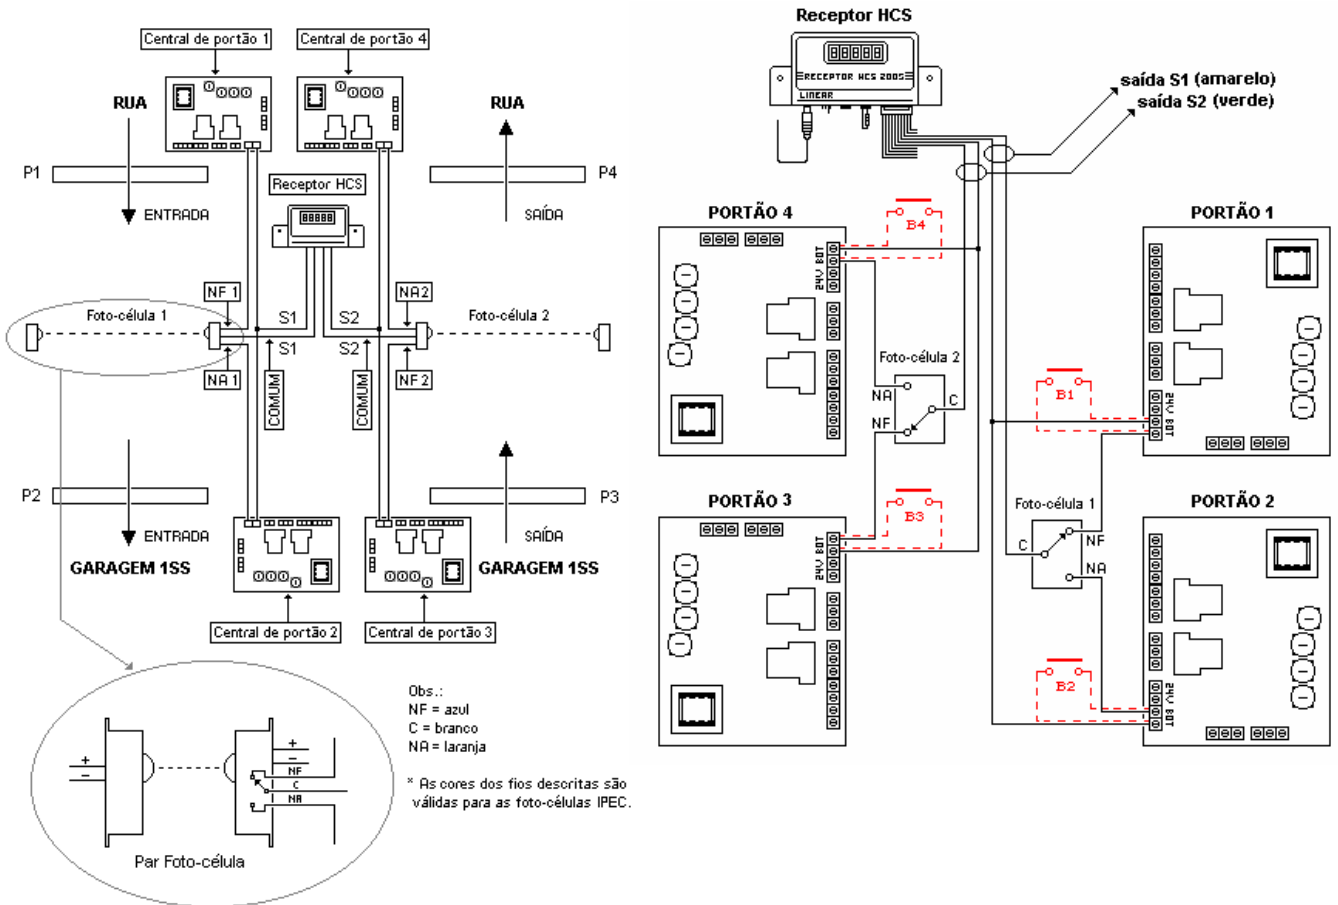 Central de portão 1
Central de portão 4
RUA
RUA
P1
P4
ENTRADA
SAÍDA
Receptor HCS
NF 1
NA2
Foto-célula 1
S1
S2
Foto-célula 2
S1
S2
NA 1
NF 2
COMUM
COMUM
P2
P3
ENTRADA
SAÍDA
GARAGEM 1SS
GARAGEM 1SS
Central de portão 2
Central de portão 3
+
-
+
-
NF
C
NA
Par Foto-célula
Obs.:
NF = azul
C = branco
NA = laranja
* As cores dos fios descritas são
válidas para as foto-células IPEC.
Receptor HCS
RECEPTOR HCS 2005
LINEAR
saída S1 (amarelo)
saída S2 (verde)
PORTÃO 4
B4
24V BOT
PORTÃO 1
B1
24V BOT
Foto-célula 2
NA
C
NF
PORTÃO 3
B3
24V BOT
Foto-célula 1
C
NF
NA
PORTÃO 2
B2
24V BOT